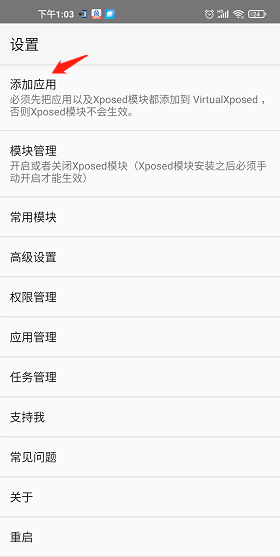 下午1:03
24
设置
添加应用
必须先把应用以及Xposed模块都添加到 VirtualXposed ，
否则Xposed模块不会生效。
模块管理
开启或者关闭Xposed模块（Xposed模块安装之后必须手
动开启才能生效）
常用模块
高级设置
权限管理
应用管理
任务管理
支持我
常见问题
关于
重启